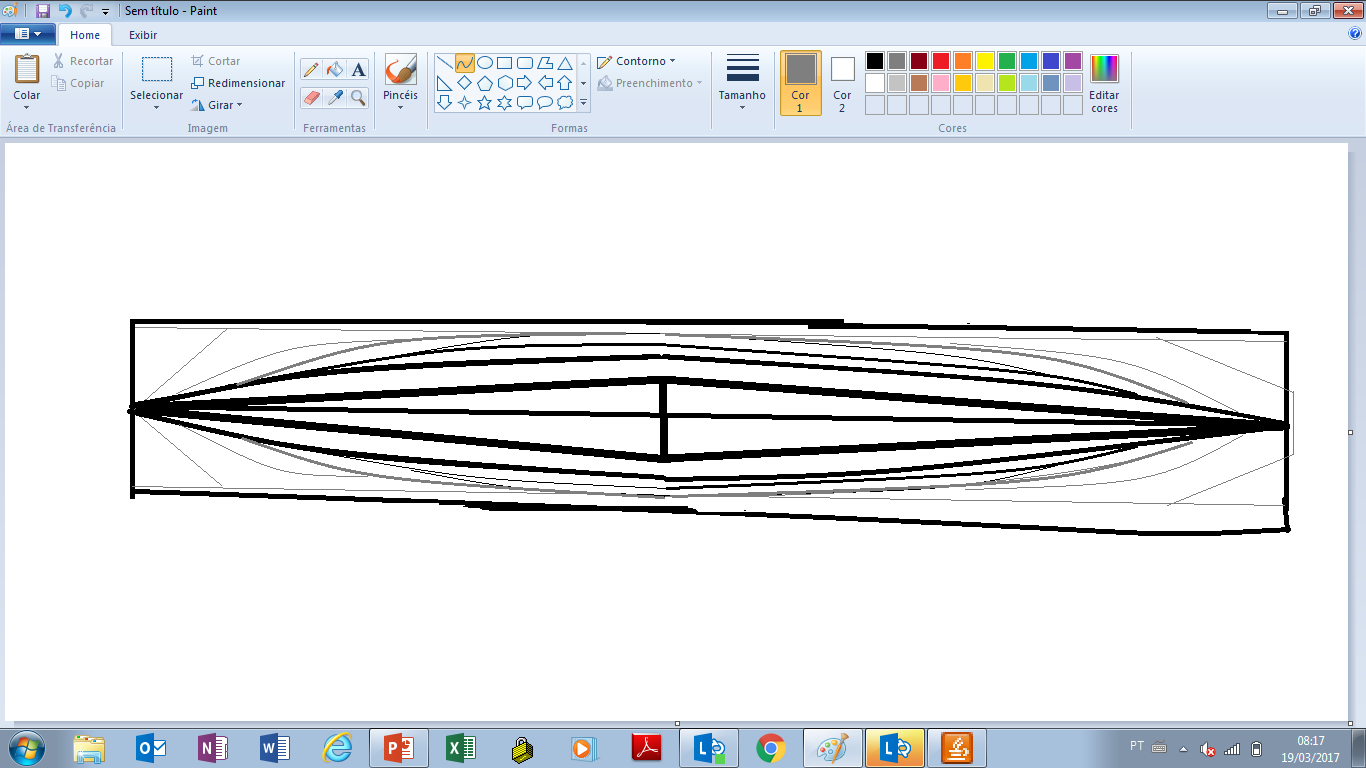 Sem título - Paint
Home Exibir
Colar
Recortar
Copiar
Área de Transferência
Selecionar
Cortar
Redimensionar
Girar
Imagem
A
Ferramentas
Pincéis
Contorno
Preenchimento
Formas
Tamanho
Cor
1
Cor
2
Editar
cores
Cores
PT
08:17
19/03/2017